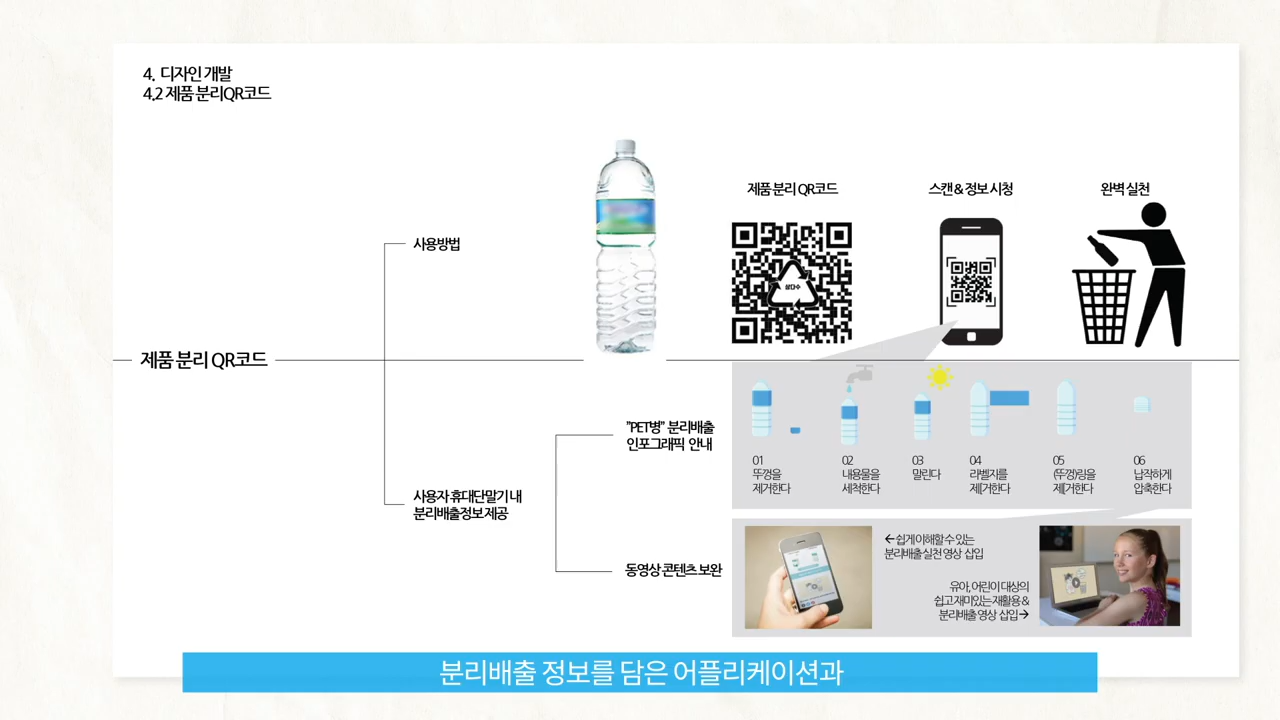 4. 디자인 개발
4.2 제품 분리QR코드
제품 분리 QR코드
스캔 & 정보 시청
완벽 실천
사용방법
삼다수
제품 분리 QR코드
"PET병" 분리배출
인포그래픽 안내
01
뚜껑을
제거한다
02
내용물을
세척한다
03
말린다
04
라벨지를
제거한다
05
(뚜껑)링을
제거한다
06
납작하게
압축한다
사용자 휴대단말기 내
분리배출정보 제공
동영상 콘텐츠 보완
←쉽게 이해할 수 있는
분리배출 실천 영상 삽입
유아, 어린이 대상의
쉽고 재미있는 재활용 &
분리배출 영상 삽입→
분리배출 정보를 담은 어플리케이션과